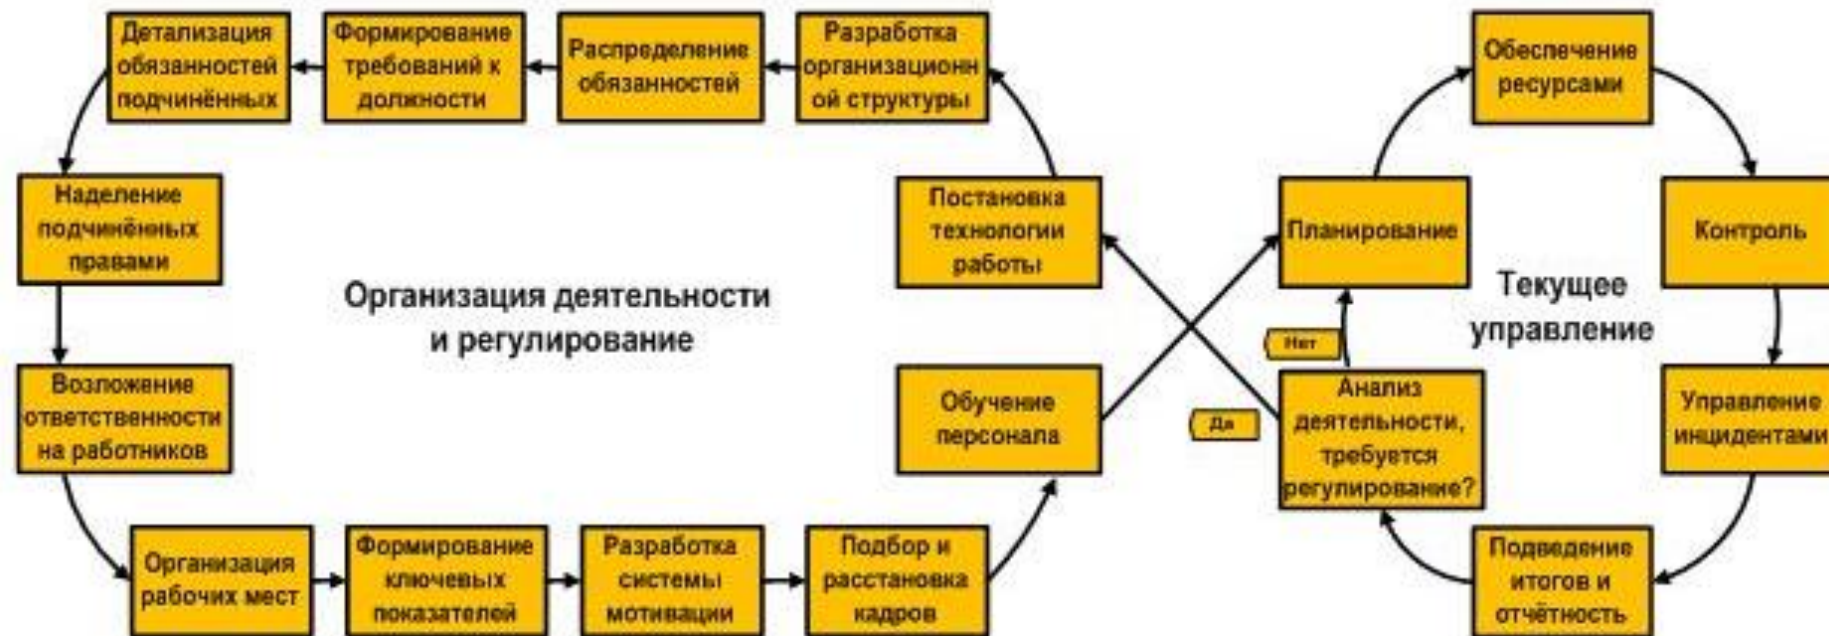 Детализация
обязанностей
подчинённых
Формирование
требований к
должности
Распределение
обязанностей
Разработка
организационн
ой структуры
Обеспечение
ресурсами
Наделение
подчинённых
правами
Постановка
технологии
работы
Планирование
Контроль
Организация деятельности
и регулирование
Текущее
управление
Нет
Да
Возложение
ответственности
на работников
Обучение
персонала
Анализ
деятельности,
требуется
регулирование?
Управление
инцидентами
Организация
рабочих мест
Формирование
ключевых
показателей
Разработка
системы
мотивации
Подбор и
расстановка
кадров
Подведение
итогов и
отчётность